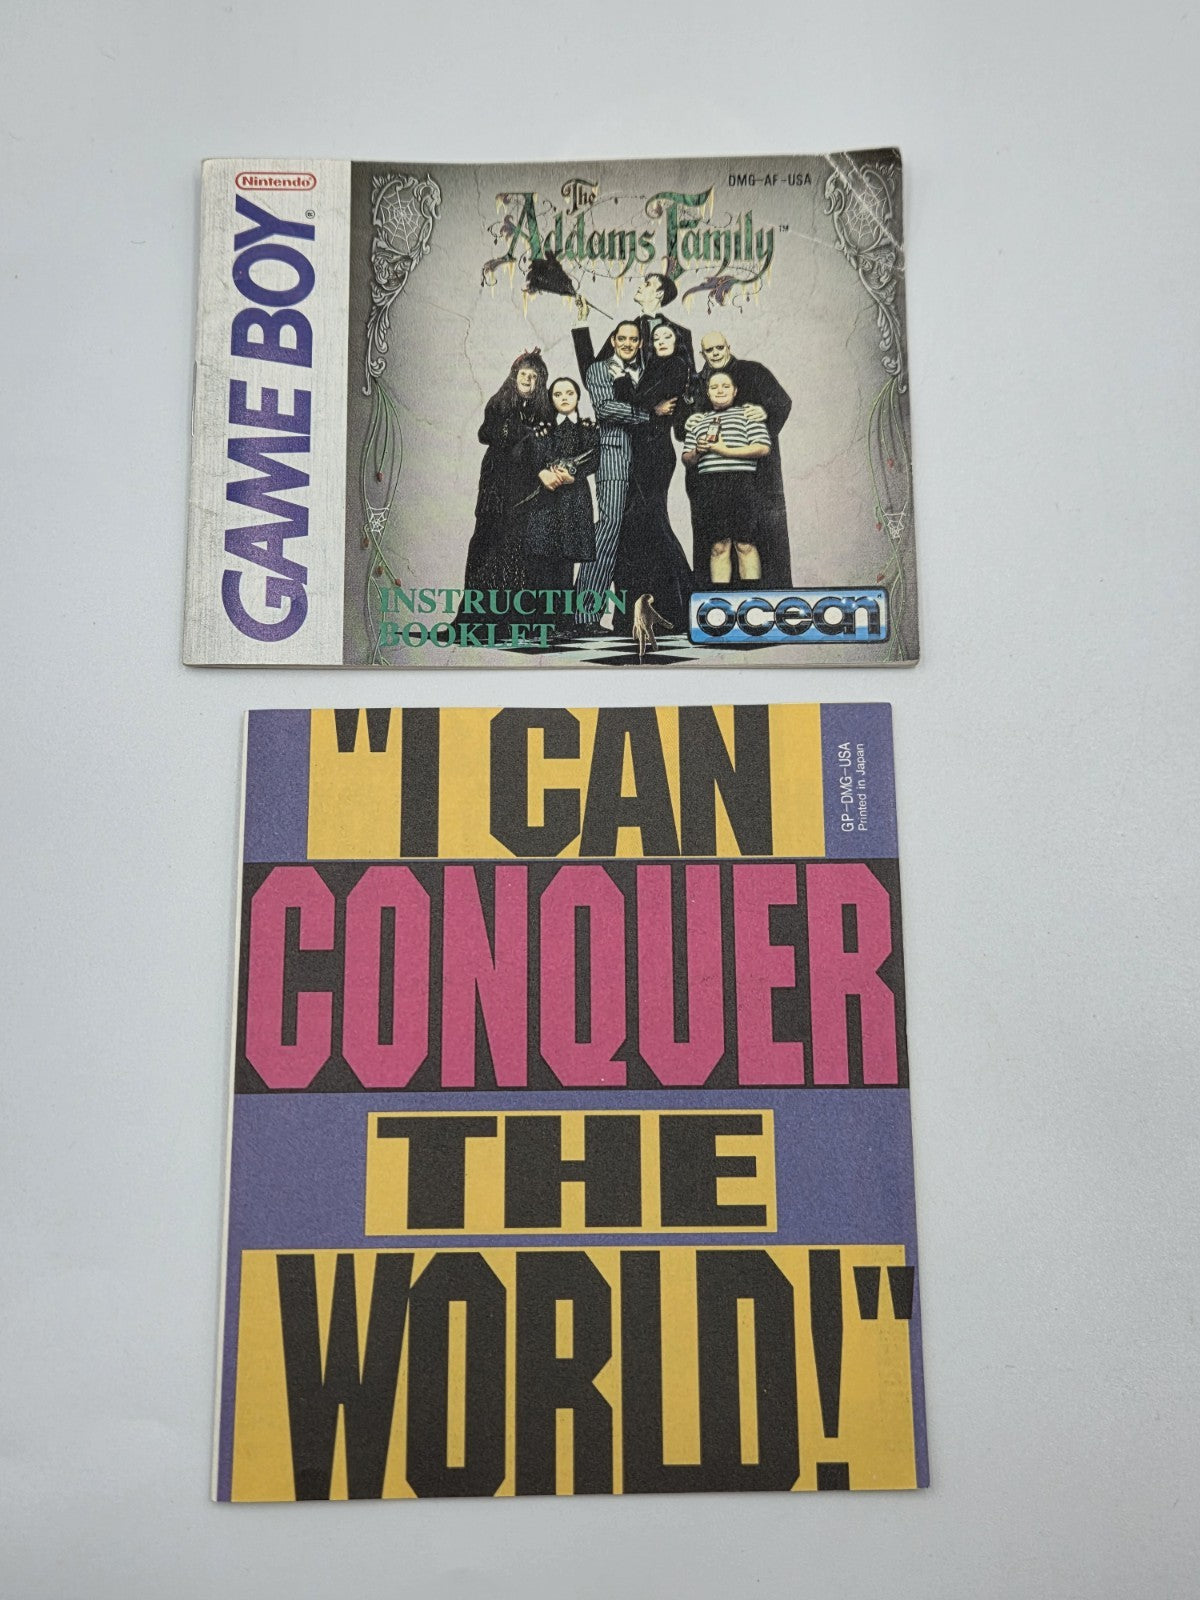 Nintendo®
GAME BOY
DMG-AF-USA
The
Addams Family™
INSTRUCTION
BOOKLET
ocean
"I CAN
CONQUER
THE
WORLD!"
GP-DMG-USA
Printed in Japan